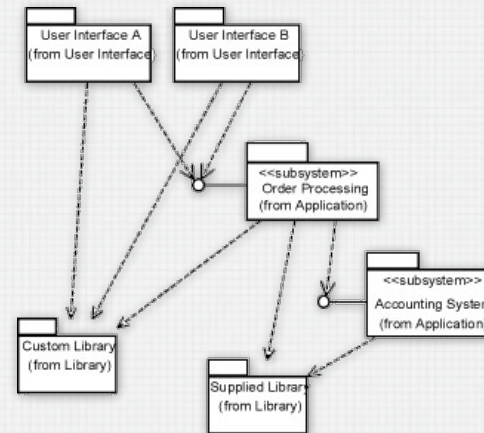 User Interface A
(from User Interface)
User Interface B
(from User Interface)
<<subsystem>>
Order Processing
(from Application)
<<subsystem>>
Accounting System
(from Application)
Custom Library
(from Library)
Supplied Library
(from Library)